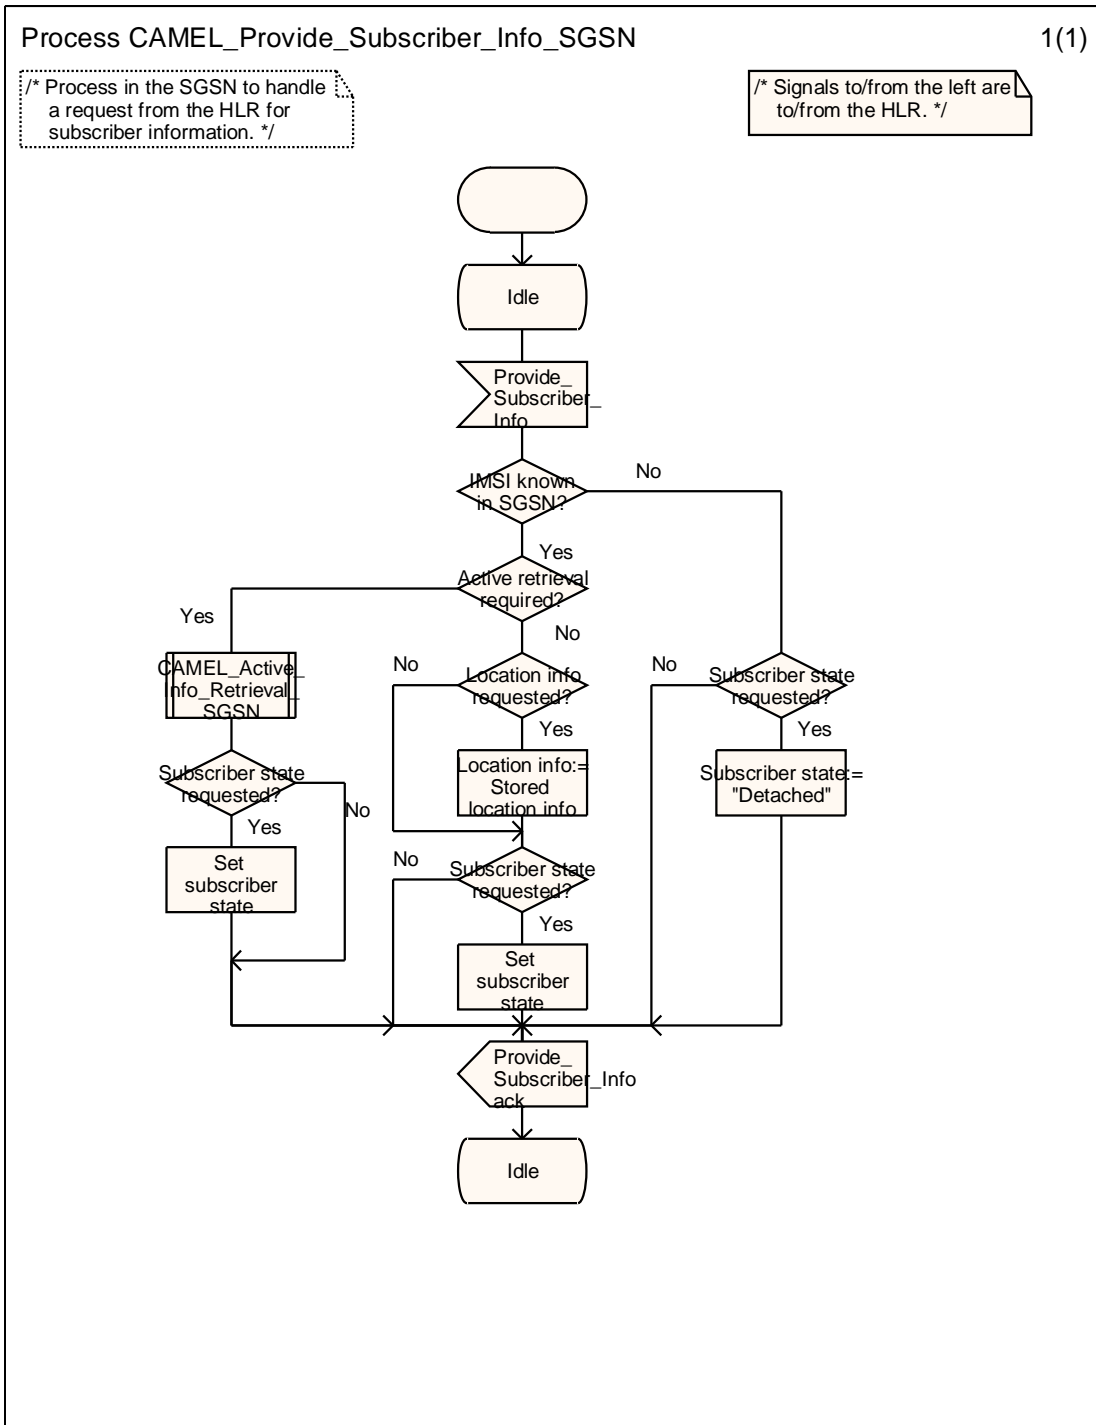 Process CAMEL_Provide_Subscriber_Info_SGSN
1(1)
/* Process in the SGSN to handle
a request from the HLR for
subscriber information. */
/* Signals to/from the left are
to/from the HLR. */
Idle
Provide_
Subscriber_
Info
IMSI known
in SGSN?
No
Yes
Active retrieval
required?
Yes
No
CAMEL_Active_
Info_Retrieval_
SGSN
No
Location info
requested?
No
Subscriber state
requested?
Yes
Yes
Subscriber state
requested?
No
Location info:=
Stored
location info
Subscriber state:=
"Detached"
Yes
Set
subscriber
state
No
Subscriber state
requested?
Yes
Set
subscriber
state
Provide_
Subscriber_Info
ack
Idle